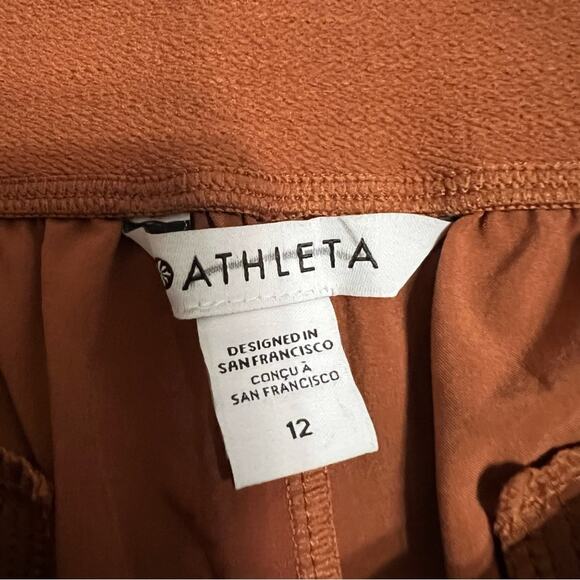 ATHLETA
DESIGNED IN
SAN FRANCISCO
CONÇU À
SAN FRANCISCO
12